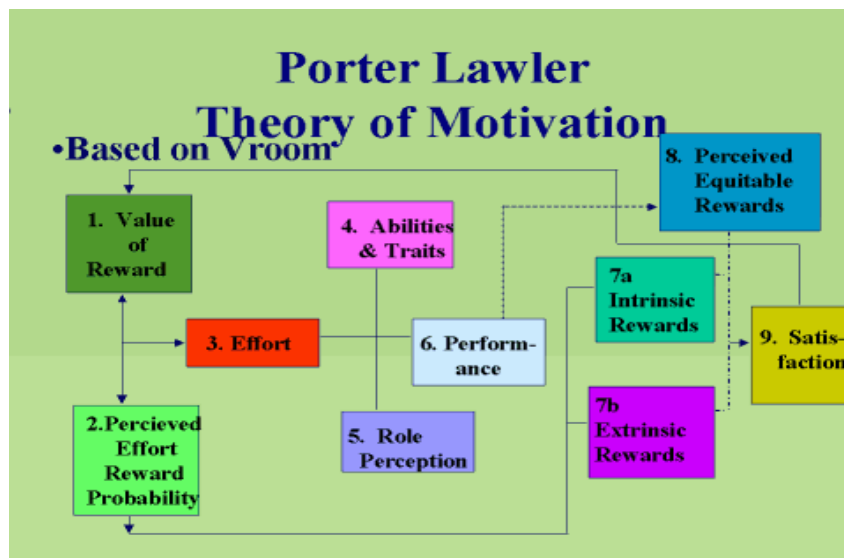 Porter Lawler
Theory of Motivation
•Based on Vroom
8. Perceived
Equitable
Rewards
1. Value
of
Reward
4. Abilities
& Traits
7a
Intrinsic
Rewards
3. Effort
6. Perform-
ance
9. Satis-
faction
2.Percieved
Effort
Reward
Probability
5. Role
Perception
7b
Extrinsic
Rewards